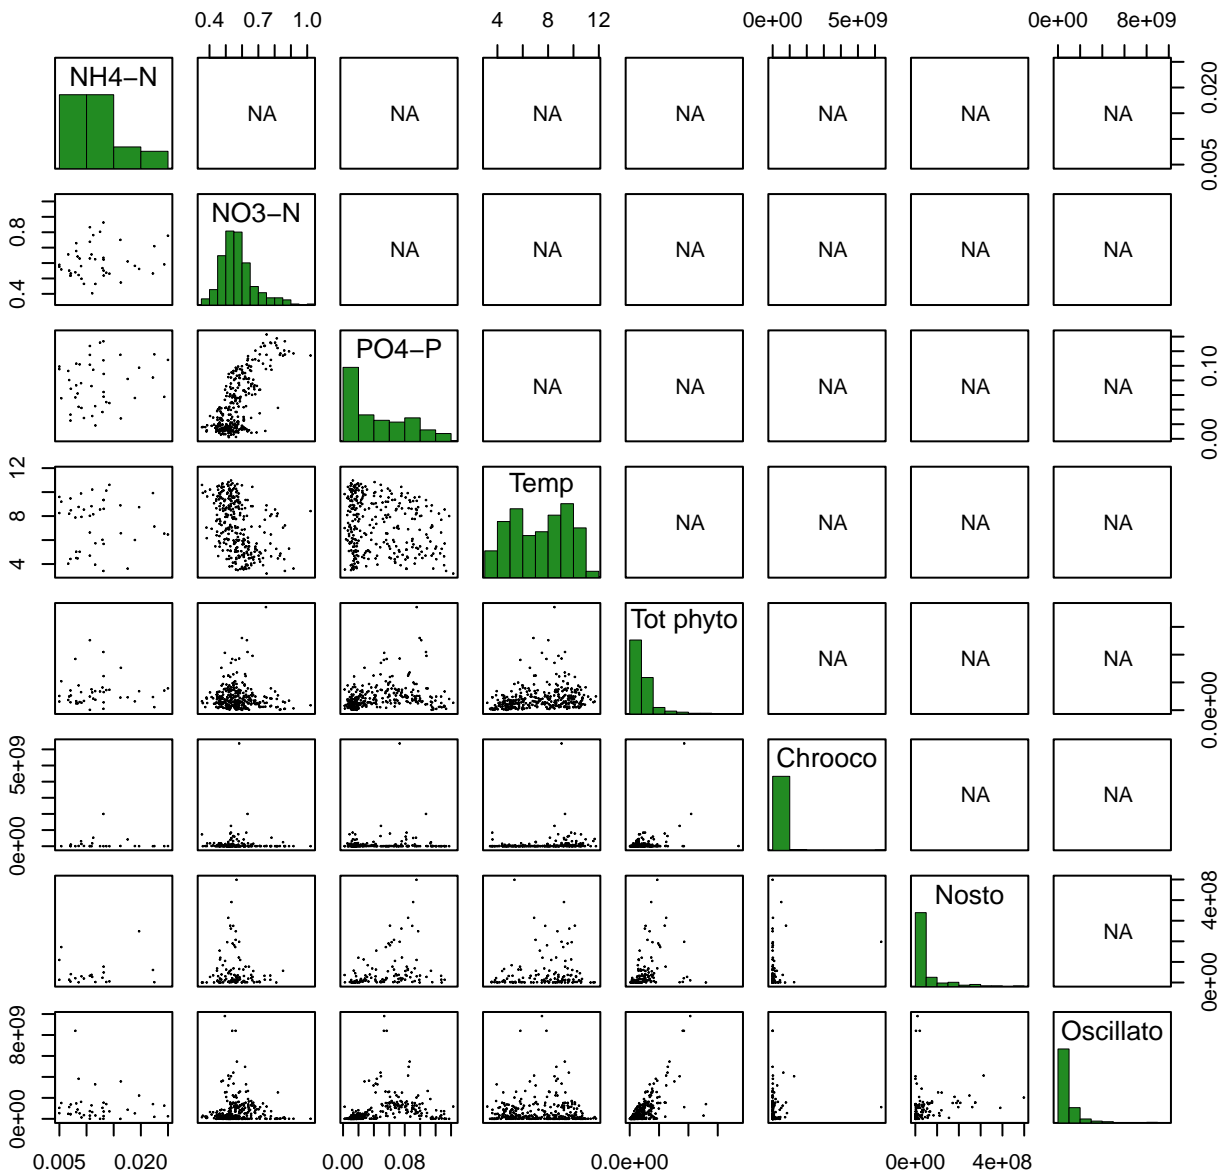 0.4 0.7 1.0 4 8 12 0e+00 5e+09 0e+00 8e+09
NH4−N NA NA NA NA NA NA NA 0.005 0.020
0.4 0.8 NO3−N NA NA NA NA NA NA
PO4−P NA NA NA NA NA 0.00 0.10
4 8 12 Temp NA NA NA NA
Tot phyto NA NA NA 0.0e+00
0e+00 5e+09 Chrooco NA NA
Nosto NA 0e+00 4e+08
0e+00 8e+09 Oscillato
0.005 0.020 0.00 0.08 0.0e+00 0e+00 4e+08